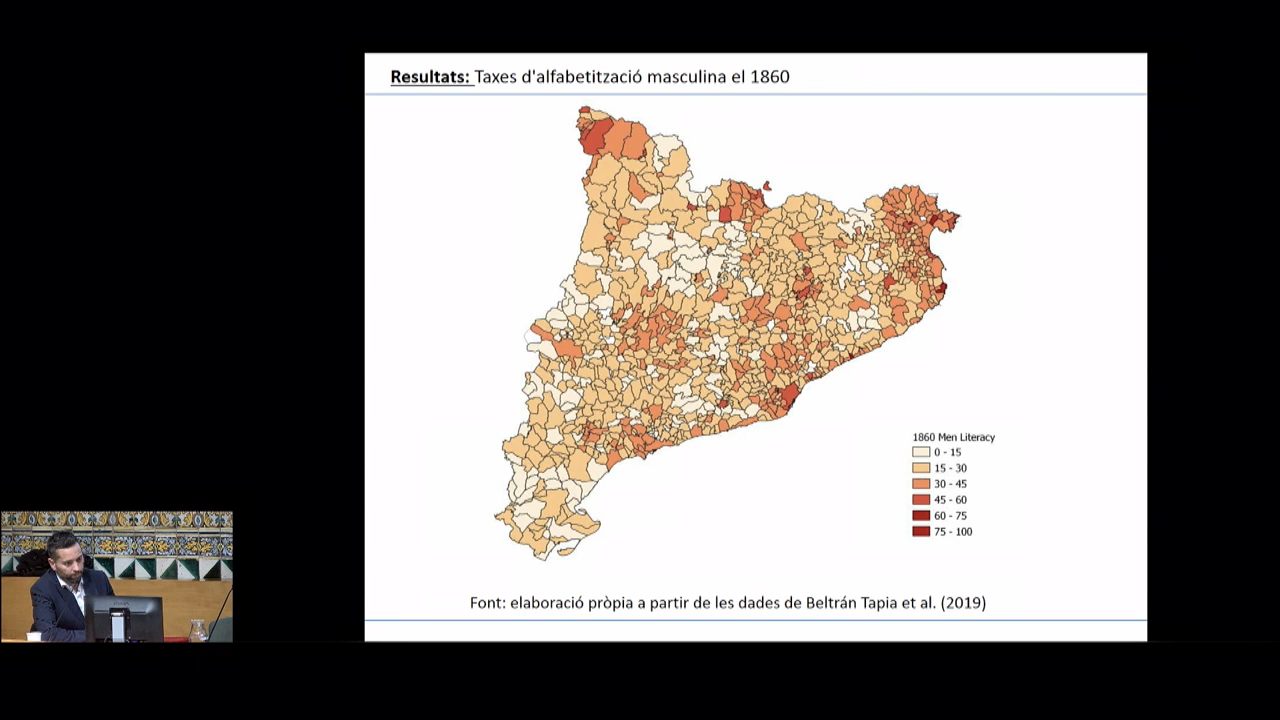 Resultats: Taxes d'alfabetització masculina el 1860
1860 Men Literacy
0 - 15
15 - 30
30 - 45
45 - 60
60 - 75
75 - 100
Font: elaboració pròpia a partir de les dades de Beltrán Tapia et al. (2019)